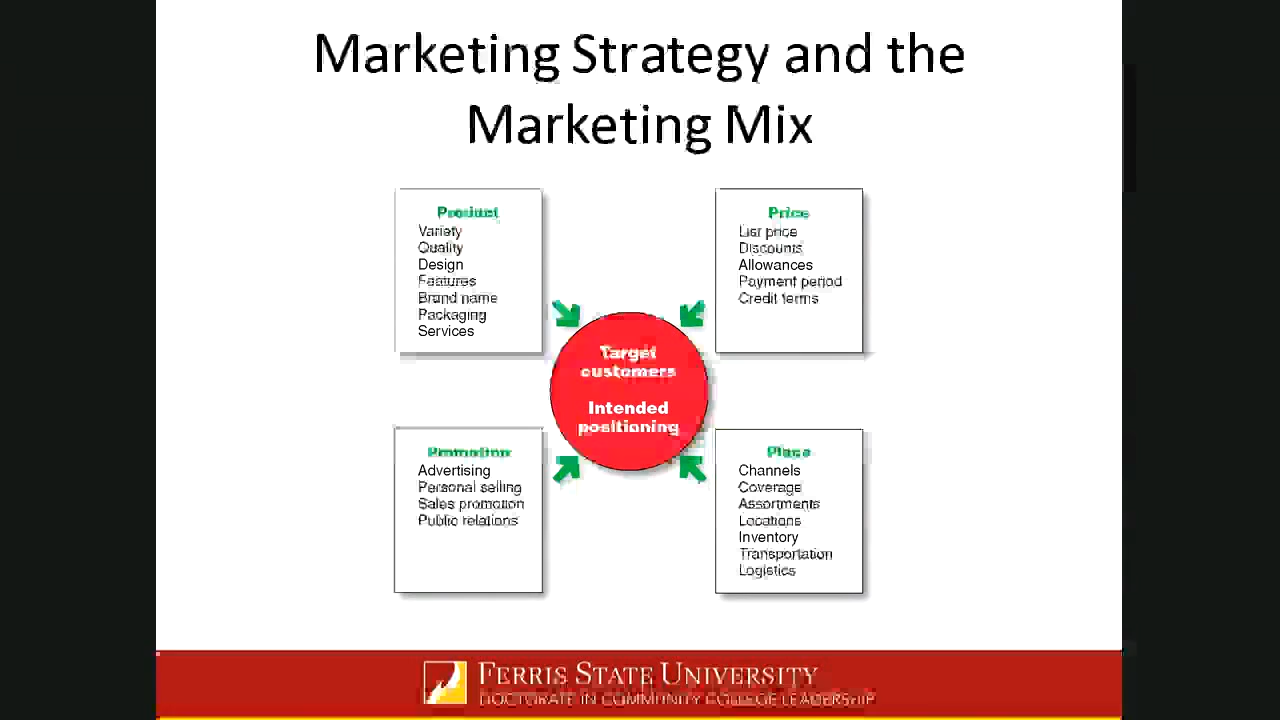 Marketing Strategy and the
Marketing Mix
Product
Variety
Quality
Design
Features
Brand name
Packaging
Services
Price
List price
Discounts
Allowances
Payment period
Credit terms
Target
customers
Intended
positioning
Promotion
Advertising
Personal selling
Sales promotion
Public relations
Place
Channels
Coverage
Assortments
Locations
Inventory
Transportation
Logistics
FERRIS STATE UNIVERSITY
DOCTORATE IN COMMUNITY COLLEGE LEADERSHIP